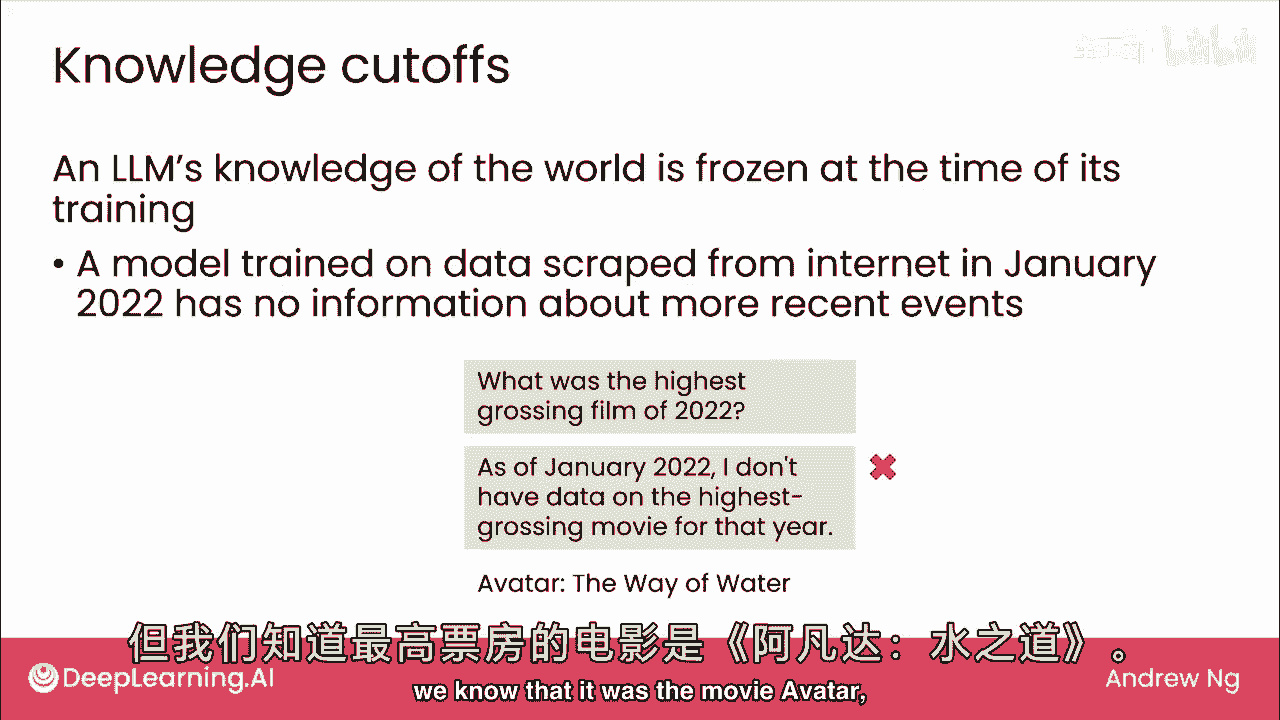 Knowledge cutoffs
An LLM's knowledge of the world is frozen at the time of its
training
• A model trained on data scraped from internet in January
2022 has no information about more recent events
What was the highest
grossing film of 2022?
As of January 2022, I don't
have data on the highest-
grossing movie for that year.
Avatar: The Way of Water
但我们知道最高票房的电影是《阿凡达：水之道》。
DeepLearning.AI
we know that it was the movie Avatar,
Andrew Ng